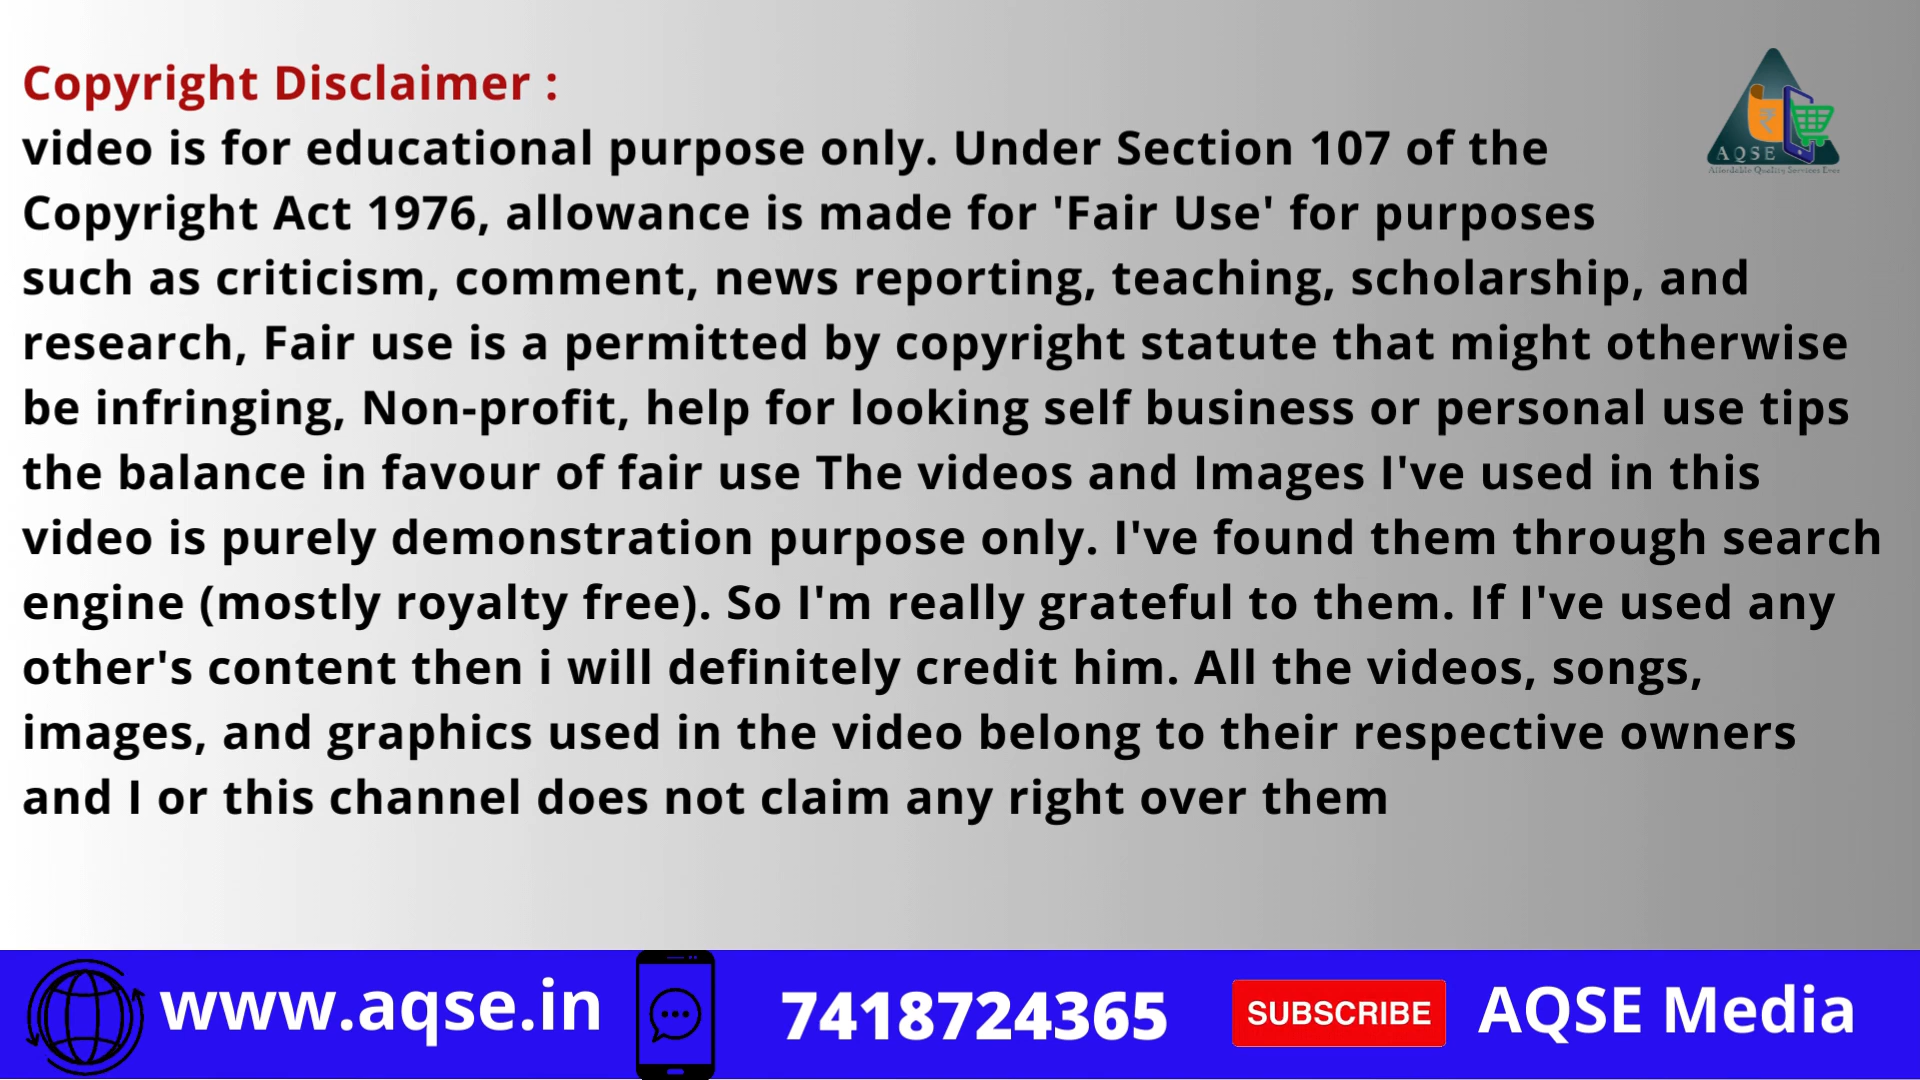 Copyright Disclaimer :
video is for educational purpose only. Under Section 107 of the
Copyright Act 1976, allowance is made for 'Fair Use' for purposes
such as criticism, comment, news reporting, teaching, scholarship, and
research, Fair use is a permitted by copyright statute that might otherwise
be infringing, Non-profit, help for looking self business or personal use tips
the balance in favour of fair use The videos and Images I've used in this
video is purely demonstration purpose only. I've found them through search
engine (mostly royalty free). So I'm really grateful to them. If I've used any
other's content then i will definitely credit him. All the videos, songs,
images, and graphics used in the video belong to their respective owners
and I or this channel does not claim any right over them
₹
AQSE
Affordable Quality Services Ever
www.aqse.in
7418724365
SUBSCRIBE
AQSE Media